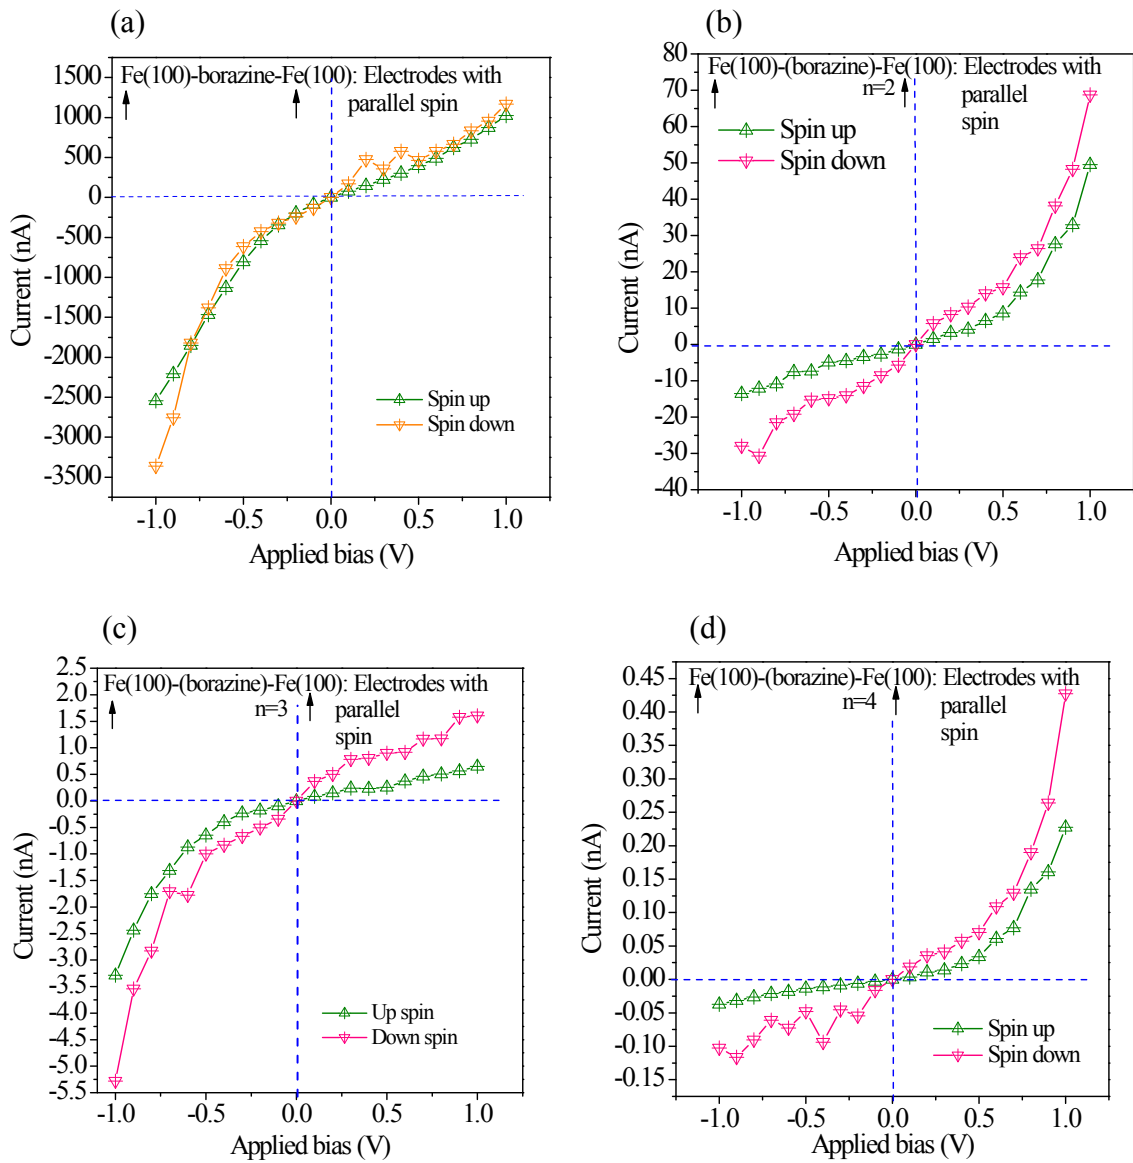 (a)
Fe(100)-borazine-Fe(100): Electrodes with
parallel spin
1500
1000
500
0
-500
-1000
-1500
-2000
-2500
-3000
-3500
Current (nA)
Spin up
Spin down
-1.0
-0.5
0.0
0.5
1.0
Applied bias (V)
(b)
Fe(100)-(borazine)-Fe(100): Electrodes with
n=2
parallel
spin
80
70
60
50
40
30
20
10
0
-10
-20
-30
-40
Current (nA)
Spin up
Spin down
-1.0
-0.5
0.0
0.5
1.0
Applied bias (V)
(c)
Fe(100)-(borazine)-Fe(100): Electrodes with
n=3
parallel
spin
2.5
2.0
1.5
1.0
0.5
0.0
-0.5
-1.0
-1.5
-2.0
-2.5
-3.0
-3.5
-4.0
-4.5
-5.0
-5.5
Current (nA)
Up spin
Down spin
-1.0
-0.5
0.0
0.5
1.0
Applied bias (V)
(d)
Fe(100)-(borazine)-Fe(100): Electrodes with
n=4
parallel
spin
0.45
0.40
0.35
0.30
0.25
0.20
0.15
0.10
0.05
0.00
-0.05
-0.10
-0.15
Current (nA)
Spin up
Spin down
-1.0
-0.5
0.0
0.5
1.0
Applied bias (V)